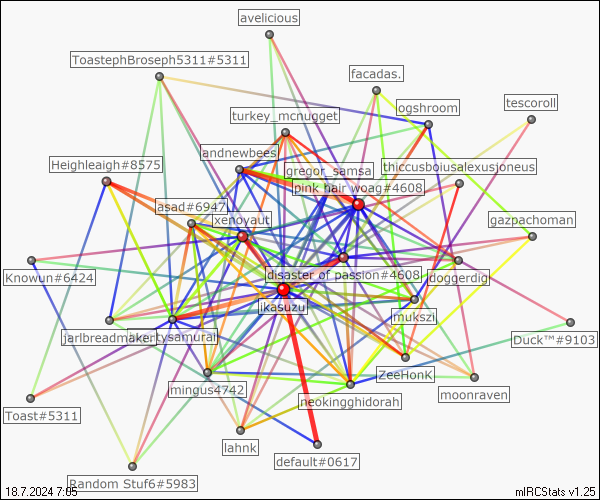 avelicious
ToastephBroseph5311#5311
facadas.
tescoroll
ogshroom
turkey_mcnugget
andnewbees
Heighleaigh#8575
gregor_samsa
thiccusboiusalexusjoneus
pink hair woag#4608
asad#6947
xenoyaut
gazpachoman
Knowun#6424
disaster of passion#4608
doggerdig
ikasuzu
mukszi
jarlbreadmaker
tysamurai
Duck™#9103
ZeeHonK
mingus4742
moonraven
neokingghidorah
Toast#5311
lahnk
default#0617
Random Stuf6#5983
18.7.2024 7:05
mIRCStats v1.25